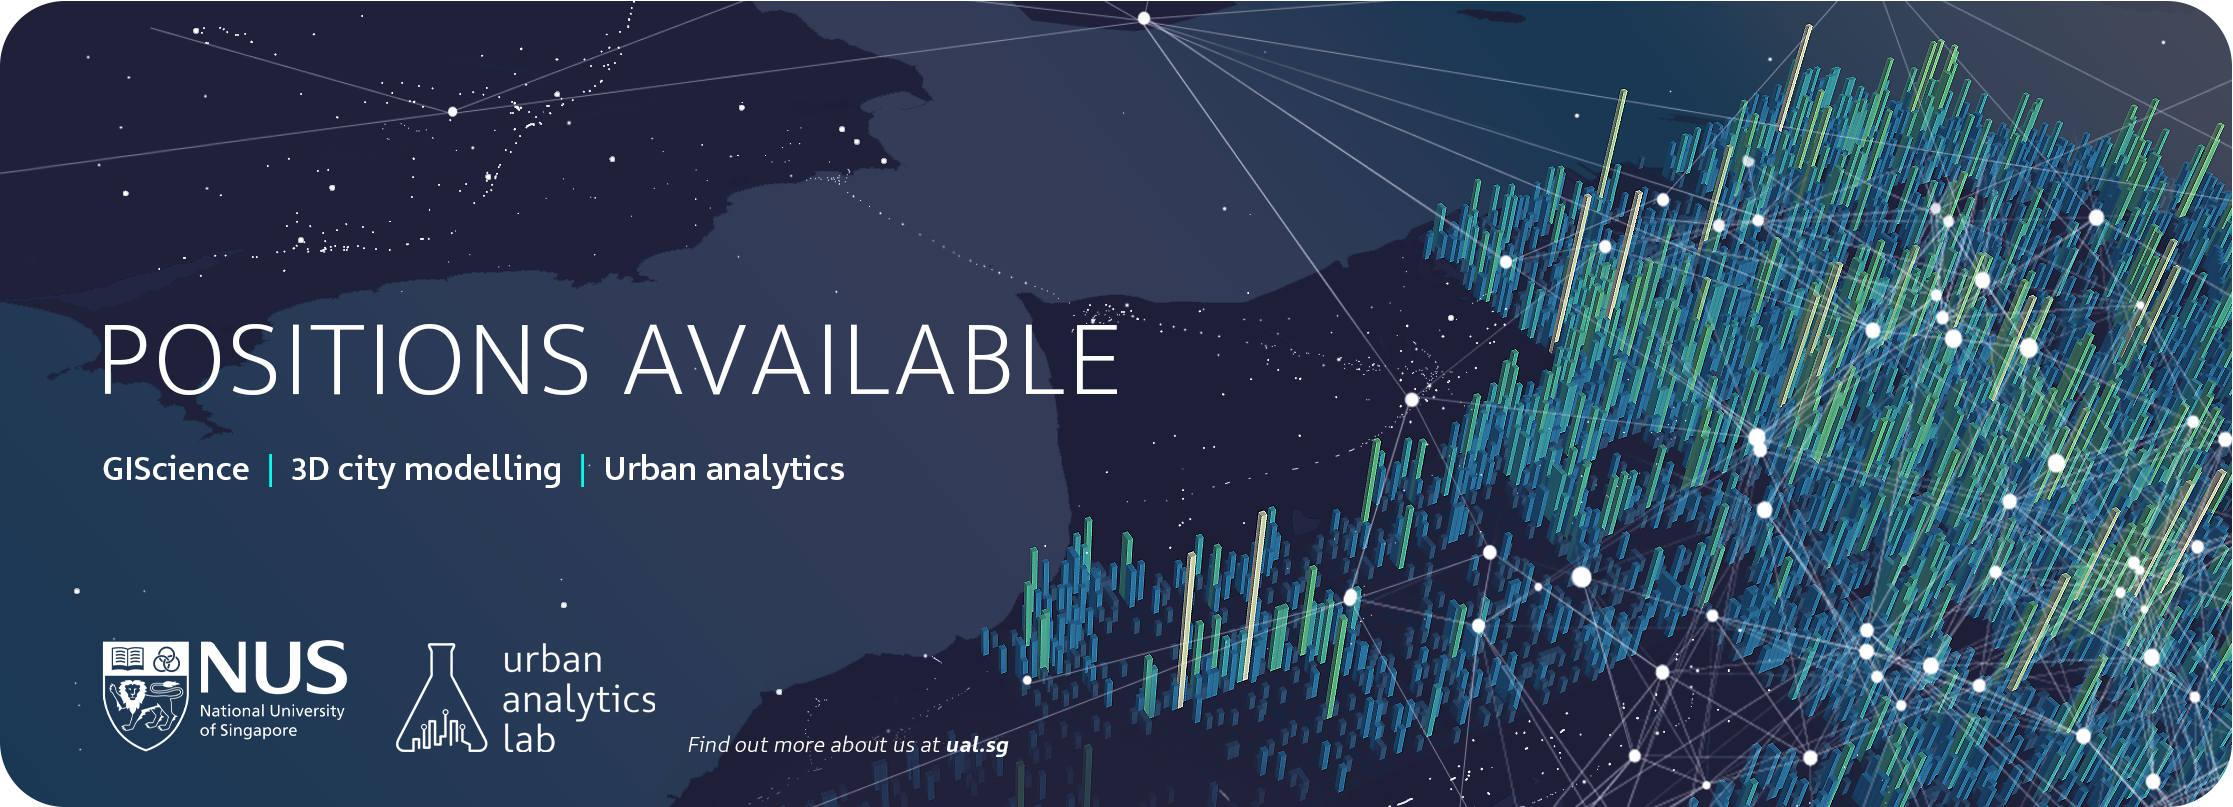 POSITIONS AVAILABLE
GIScience | 3D city modelling | Urban analytics
NUS
National University
of Singapore
urban
analytics
lab
Find out more about us at ual.sg